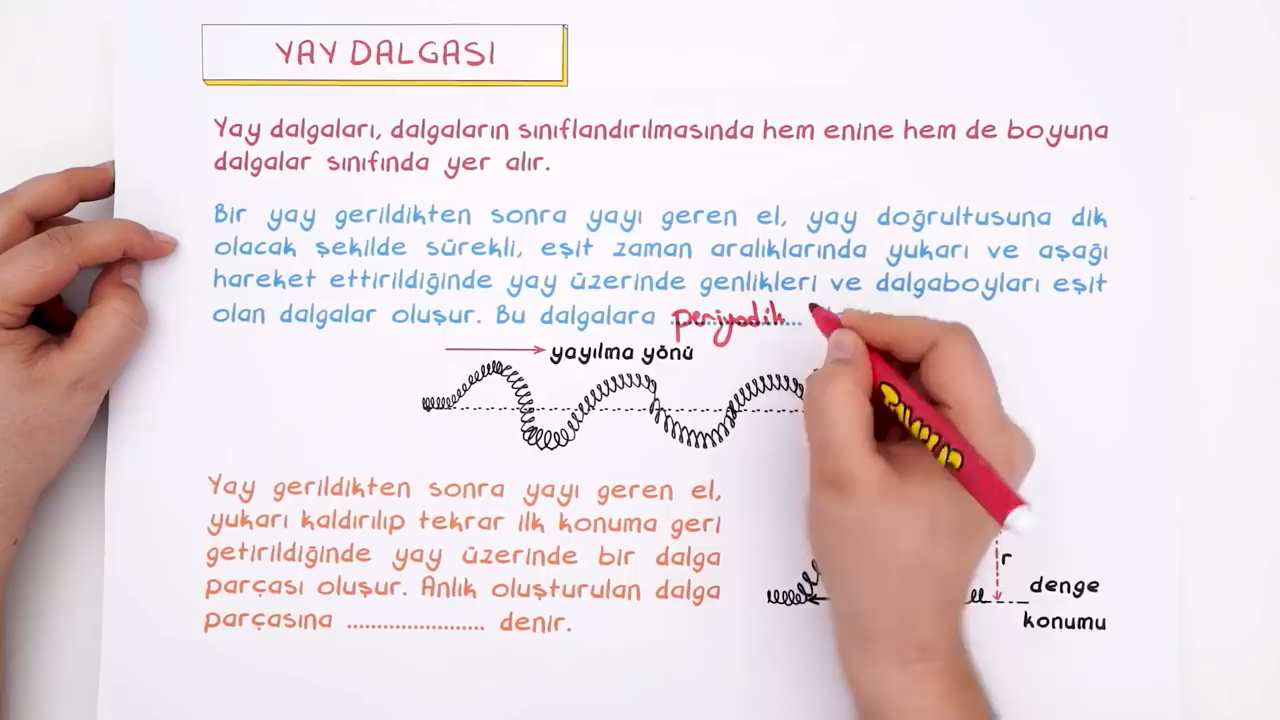 YAY DALGASI
Yay dalgaları, dalgaların sınıflandırılmasında hem enine hem de boyuna
dalgalar sınıfında yer alır.
Bir yay gerildikten sonra yayı geren el, yay doğrultusuna dik
olacak şekilde sürekli, eşit zaman aralıklarında yukarı ve aşağı
hareket ettirildiğinde yay üzerinde genlikleri ve dalgaboyları eşit
olan dalgalar oluşur. Bu dalgalara periyodik
yayılma yönü
Yay gerildikten sonra yayı geren el,
yukarı kaldırılıp tekrar ilk konuma geri
getirildiğinde yay üzerinde bir dalga
parçası oluşur. Anlık oluşturulan dalga
parçasına ....................... denir.
r
denge
konumu